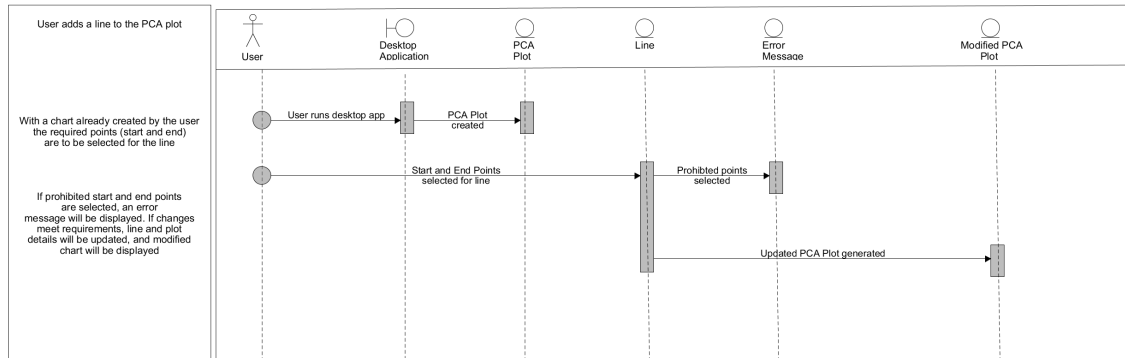 User adds a line to the PCA plot
User
Desktop
Application
PCA
Plot
Line
Error
Message
Modified PCA
Plot
With a chart already created by the user
the required points (start and end)
are to be selected for the line
User runs desktop app
PCA Plot
created
Start and End Points
selected for line
Prohibted points
selected
If prohibited start and end points
are selected, an error
message will be displayed. If changes
meet requirements, line and plot
details will be updated, and modified
chart will be displayed
Updated PCA Plot generated